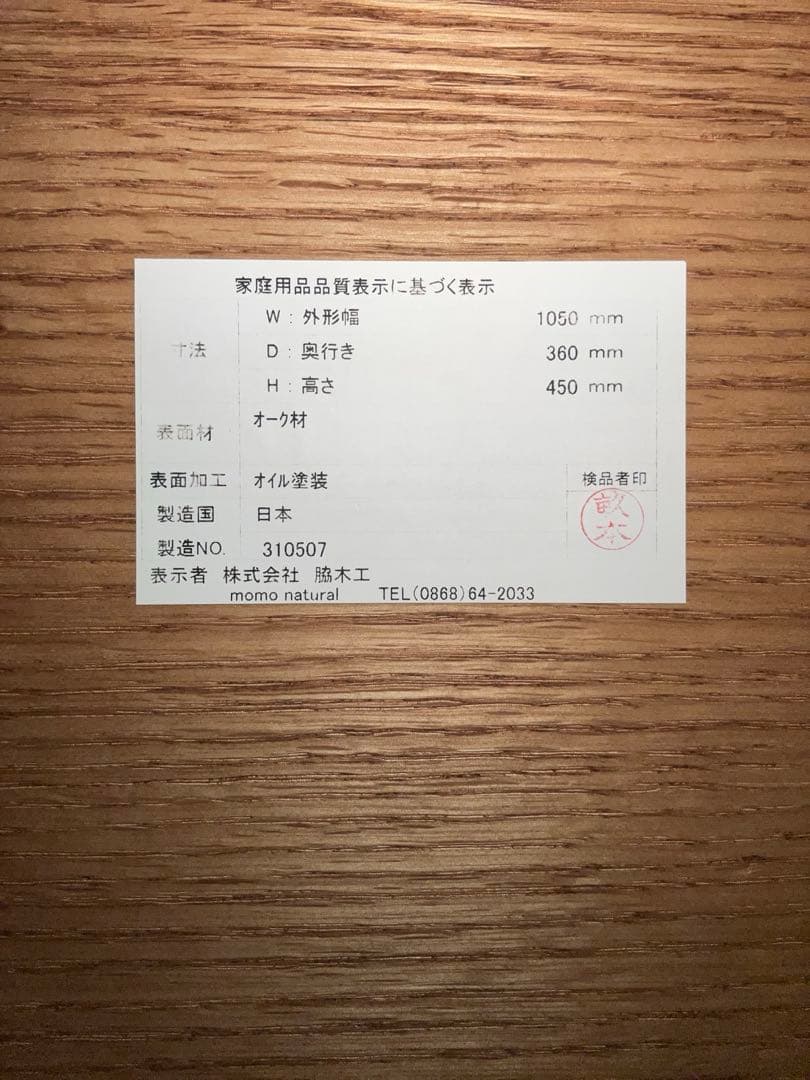 家庭用品品質表示に基づく表示
寸法
W : 外形幅 1050 mm
D : 奥行き 360 mm
H : 高さ 450 mm
表面材 オーク材
表面加工 オイル塗装 検品者印
製造国 日本
畝本
製造NO. 310507
表示者 株式会社 脇木工
momo natural TEL(0868)64-2033